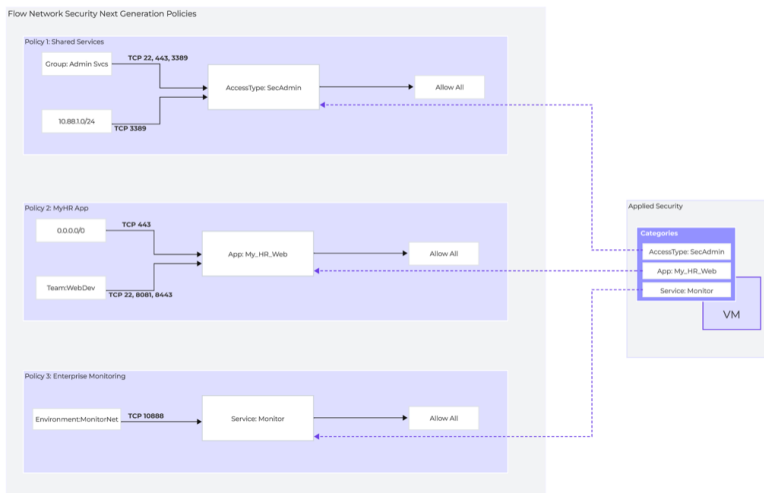 Flow Network Security Next Generation Policies
Policy 1: Shared Services
Group: Admin Svcs
TCP 22, 443, 3389
AccessType: SecAdmin
Allow All
10.88.1.0/24
TCP 3389
Policy 2: MyHR App
0.0.0.0/0
TCP 443
App: My_HR_Web
Allow All
Team:WebDev
TCP 22, 8081, 8443
Policy 3: Enterprise Monitoring
Environment:MonitorNet
TCP 10888
Service: Monitor
Allow All
Applied Security
Categories
AccessType: SecAdmin
App: My_HR_Web
Service: Monitor
VM